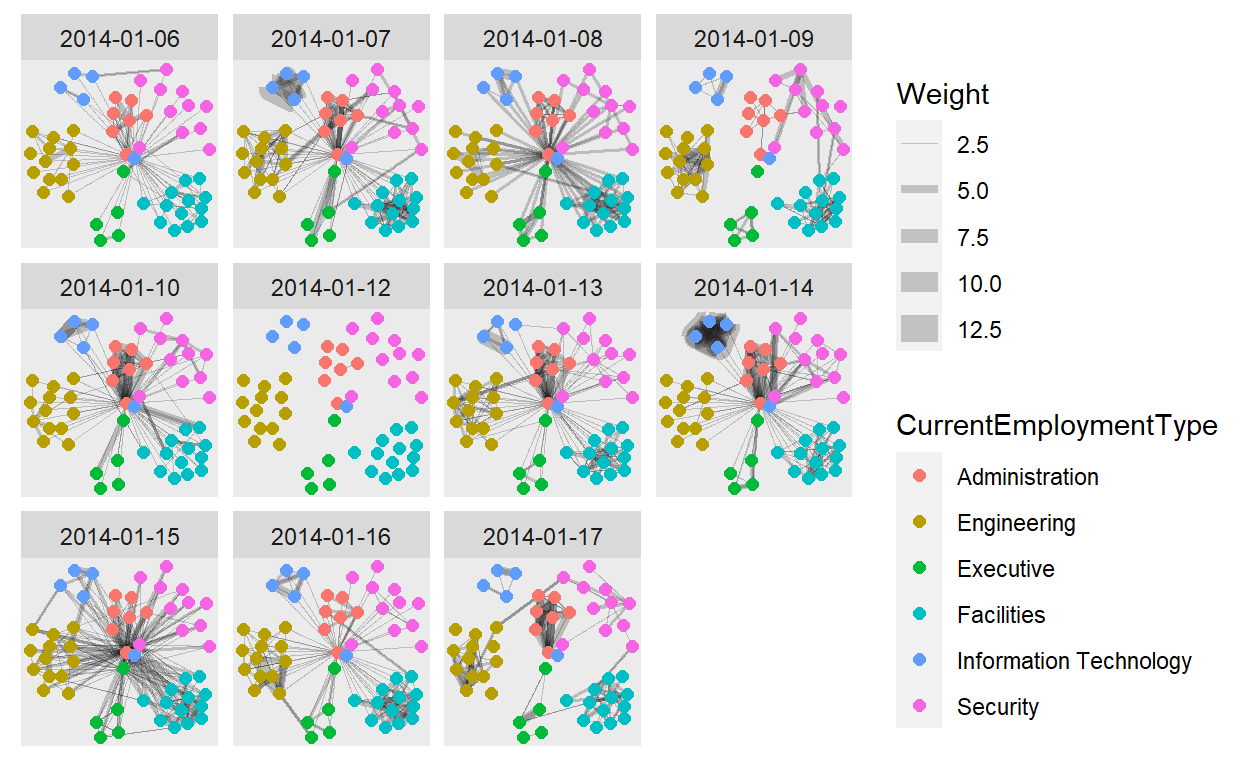 2014-01-06
2014-01-07
2014-01-08
2014-01-09
2014-01-10
2014-01-12
2014-01-13
2014-01-14
2014-01-15
2014-01-16
2014-01-17
Weight
2.5
5.0
7.5
10.0
12.5
CurrentEmploymentType
Administration
Engineering
Executive
Facilities
Information Technology
Security